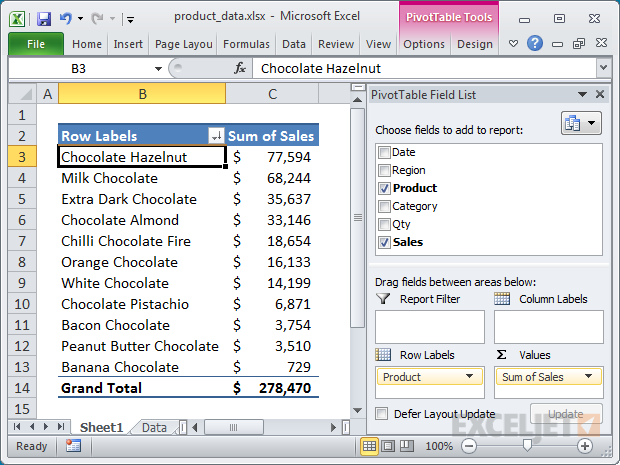 product_data.xlsx - Microsoft Excel
PivotTable Tools
File Home Insert Page Layou Formulas Data Review View Options Design
B3 fx Chocolate Hazelnut
A B C
1
2 Row Labels Sum of Sales
3 Chocolate Hazelnut $ 77,594
4 Milk Chocolate $ 68,244
5 Extra Dark Chocolate $ 35,637
6 Chocolate Almond $ 33,146
7 Chilli Chocolate Fire $ 18,654
8 Orange Chocolate $ 16,133
9 White Chocolate $ 14,199
10 Chocolate Pistachio $ 6,871
11 Bacon Chocolate $ 3,754
12 Peanut Butter Chocolate $ 3,510
13 Banana Chocolate $ 729
14 Grand Total $ 278,470
15
Sheet1 Data
PivotTable Field List
Choose fields to add to report:
Date
Region
Product
Category
Qty
Sales
Drag fields between areas below:
Report Filter Column Labels
Row Labels Σ Values
Product Sum of Sales
Defer Layout Update Update
Ready 100%
EXCELJET